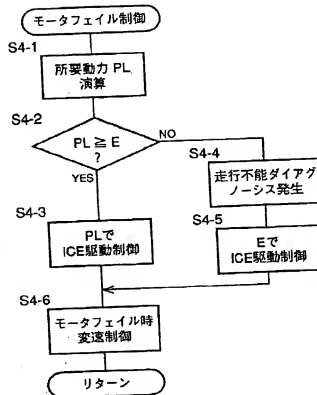 モータフェイル制御
S4-1
所要動力 PL
演算
S4-2
PL ≧ E
?
NO
YES
S4-4
走行不能ダイアグ
ノーシス発生
S4-3
PLで
ICE駆動制御
S4-5
Eで
ICE駆動制御
S4-6
モータフェイル時
変速制御
リターン